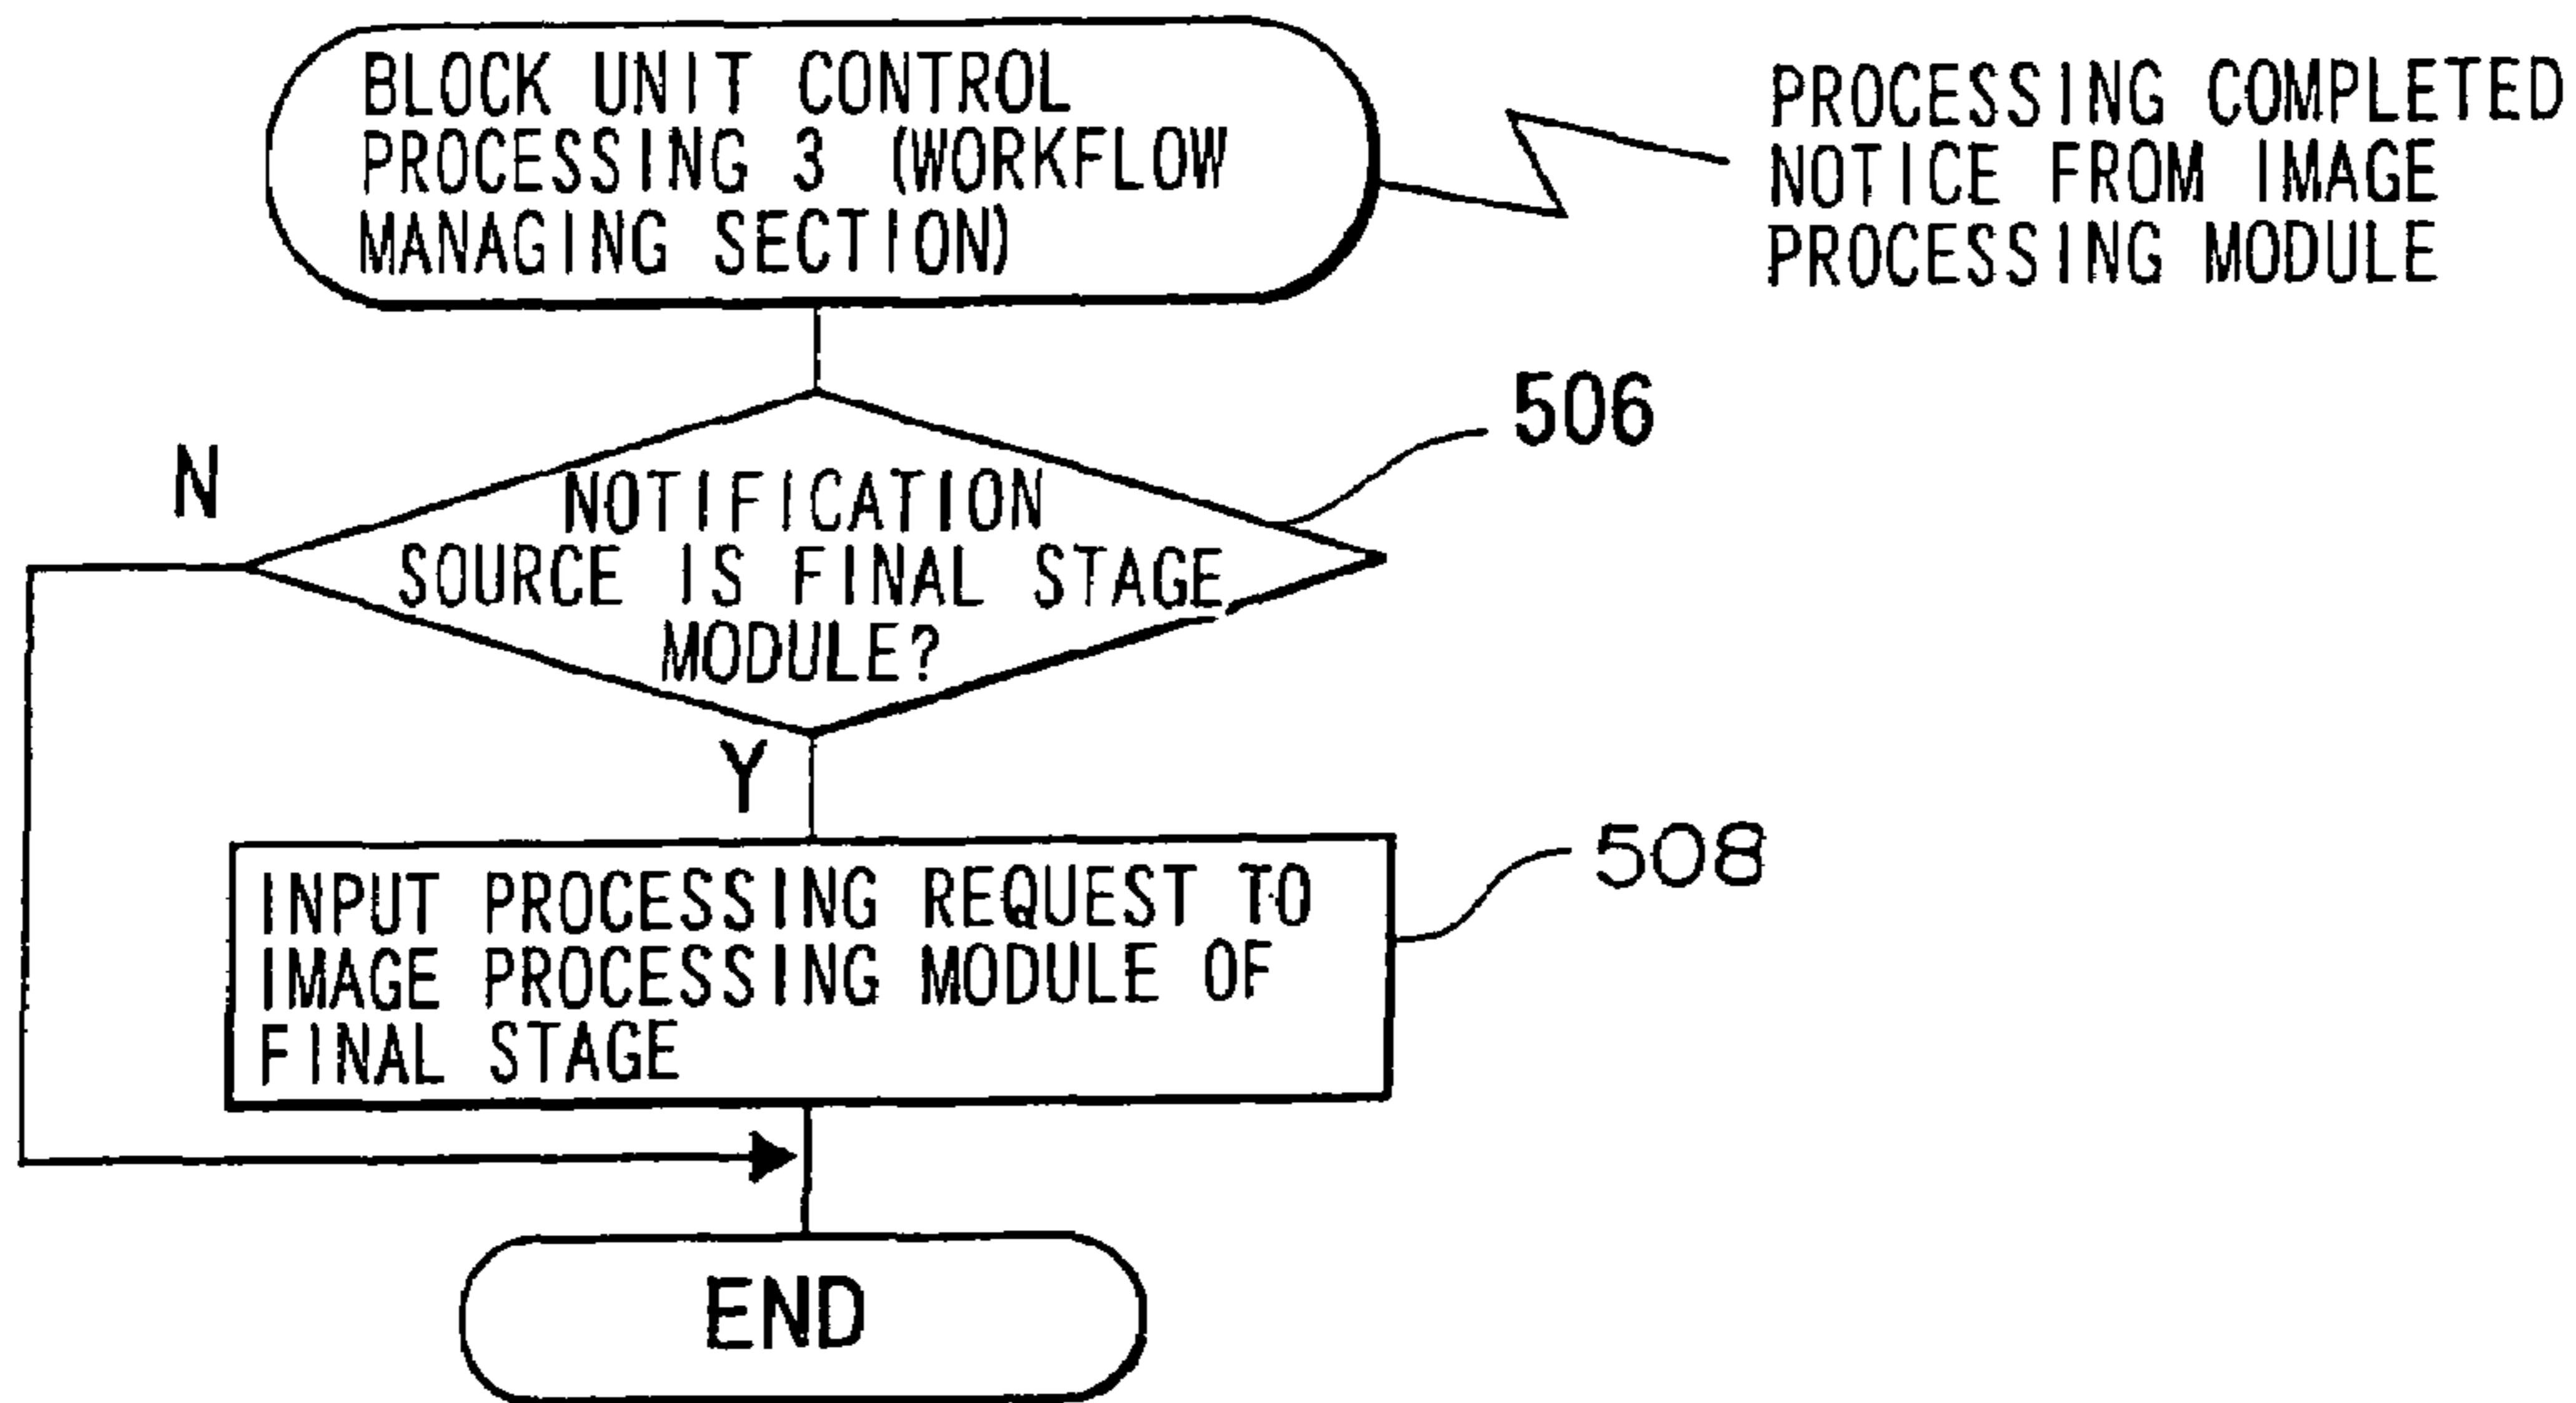 BLOCK UNIT CONTROL
PROCESSING 3 (WORKFLOW
MANAGING SECTION)
PROCESSING COMPLETED
NOTICE FROM IMAGE
PROCESSING MODULE
506
N
NOTIFICATION
SOURCE IS FINAL STAGE
MODULE?
Y
508
INPUT PROCESSING REQUEST TO
IMAGE PROCESSING MODULE OF
FINAL STAGE
END